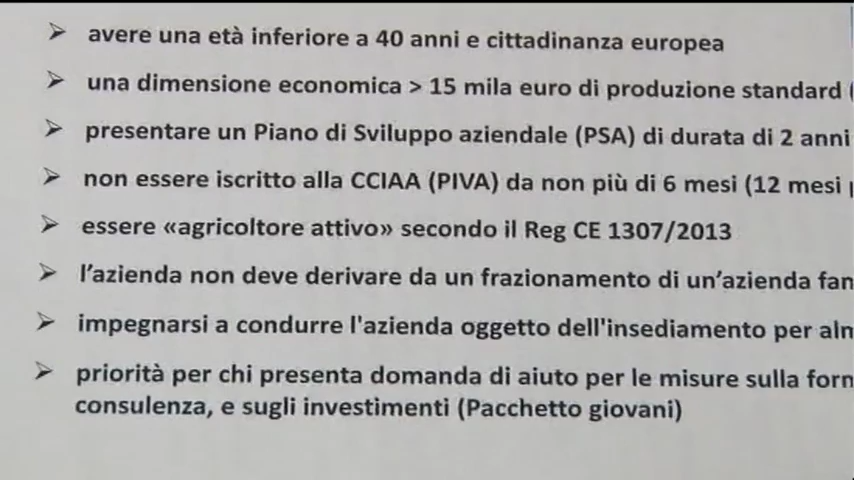 avere una età inferiore a 40 anni e cittadinanza europea
una dimensione economica > 15 mila euro di produzione standard (
presentare un Piano di Sviluppo aziendale (PSA) di durata di 2 anni
non essere iscritto alla CCIAA (PIVA) da non più di 6 mesi (12 mesi
essere «agricoltore attivo» secondo il Reg CE 1307/2013
l'azienda non deve derivare da un frazionamento di un'azienda fan
impegnarsi a condurre l'azienda oggetto dell'insediamento per aln
priorità per chi presenta domanda di aiuto per le misure sulla forn
consulenza, e sugli investimenti (Pacchetto giovani)